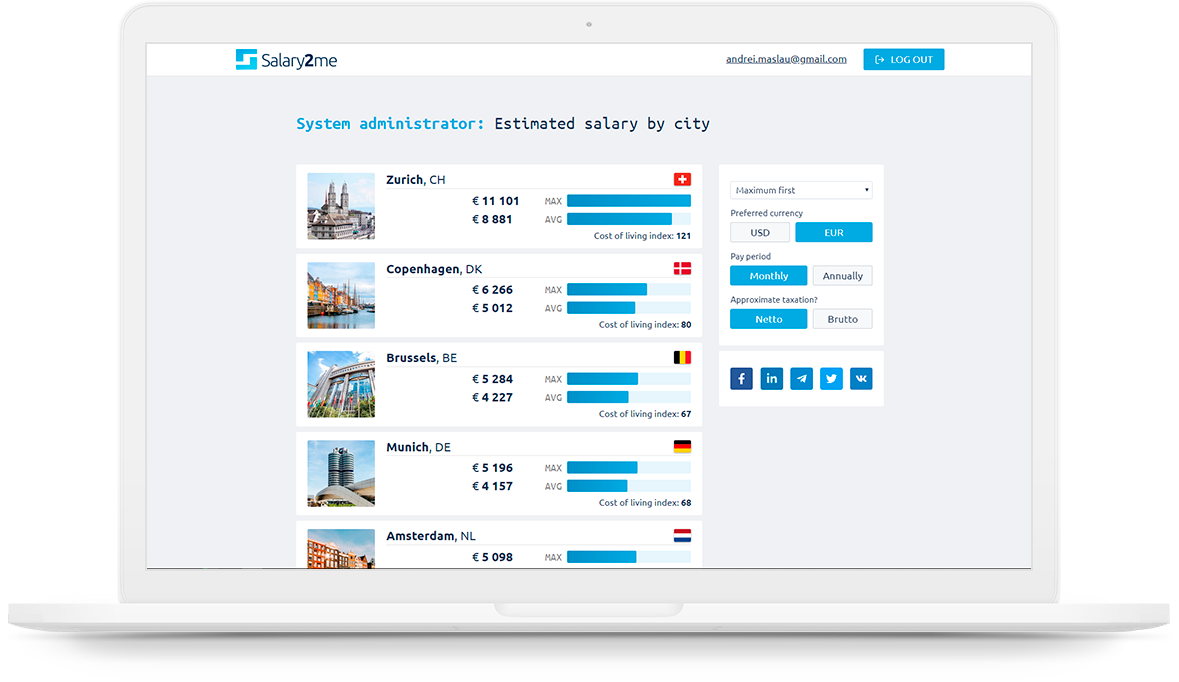 Salary2me
andrei.maslau@gmail.com
LOG OUT
System administrator: Estimated salary by city
Zurich, CH
€ 11 101 MAX
€ 8 881 AVG
Cost of living index: 121
Copenhagen, DK
€ 6 266 MAX
€ 5 012 AVG
Cost of living index: 80
Brussels, BE
€ 5 284 MAX
€ 4 227 AVG
Cost of living index: 67
Munich, DE
€ 5 196 MAX
€ 4 157 AVG
Cost of living index: 68
Amsterdam, NL
€ 5 098 MAX
Maximum first
Preferred currency
USD EUR
Pay period
Monthly Annually
Approximate taxation?
Netto Brutto